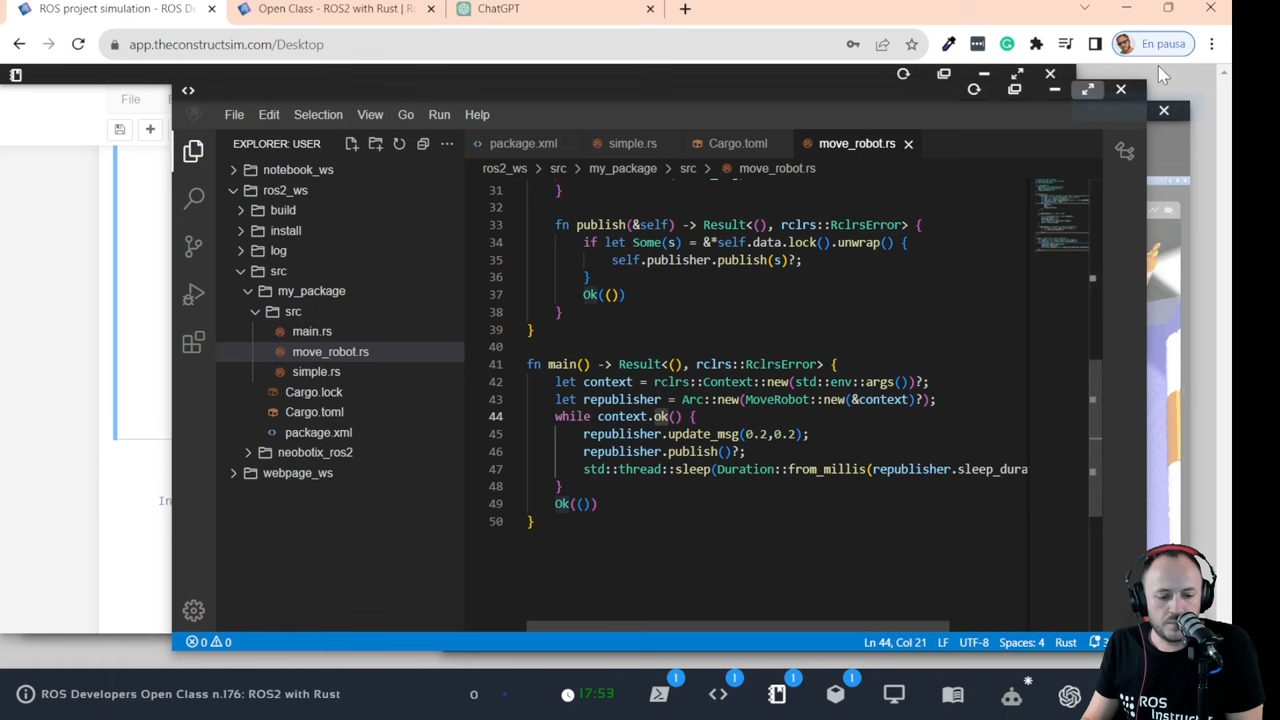 ROS project simulation - ROS De
Open Class - ROS2 with Rust | R
ChatGPT
app.theconstructsim.com/Desktop
En pausa
File
File Edit Selection View Go Run Help
EXPLORER: USER
notebook_ws
ros2_ws
build
install
log
src
my_package
src
main.rs
move_robot.rs
simple.rs
Cargo.lock
Cargo.toml
package.xml
neobotix_ros2
webpage_ws
package.xml
simple.rs
Cargo.toml
move_robot.rs
ros2_ws > src > my_package > src > move_robot.rs
31 }
32
33 fn publish(&self) -> Result<(), rclrs::RclrsError> {
34 if let Some(s) = &*self.data.lock().unwrap() {
35 self.publisher.publish(s)?;
36 }
37 Ok(())
38 }
39 }
40
41 fn main() -> Result<(), rclrs::RclrsError> {
42 let context = rclrs::Context::new(std::env::args())?;
43 let republisher = Arc::new(MoveRobot::new(&context)?);
44 while context.ok() {
45 republisher.update_msg(0.2,0.2);
46 republisher.publish()?;
47 std::thread::sleep(Duration::from_millis(republisher.sleep_dura
48 }
49 Ok(())
50 }
In
0 0
Ln 44, Col 21 LF UTF-8 Spaces: 4 Rust
ROS Developers Open Class n.176: ROS2 with Rust
17:53
1
1
1
1
ROS
Instructor